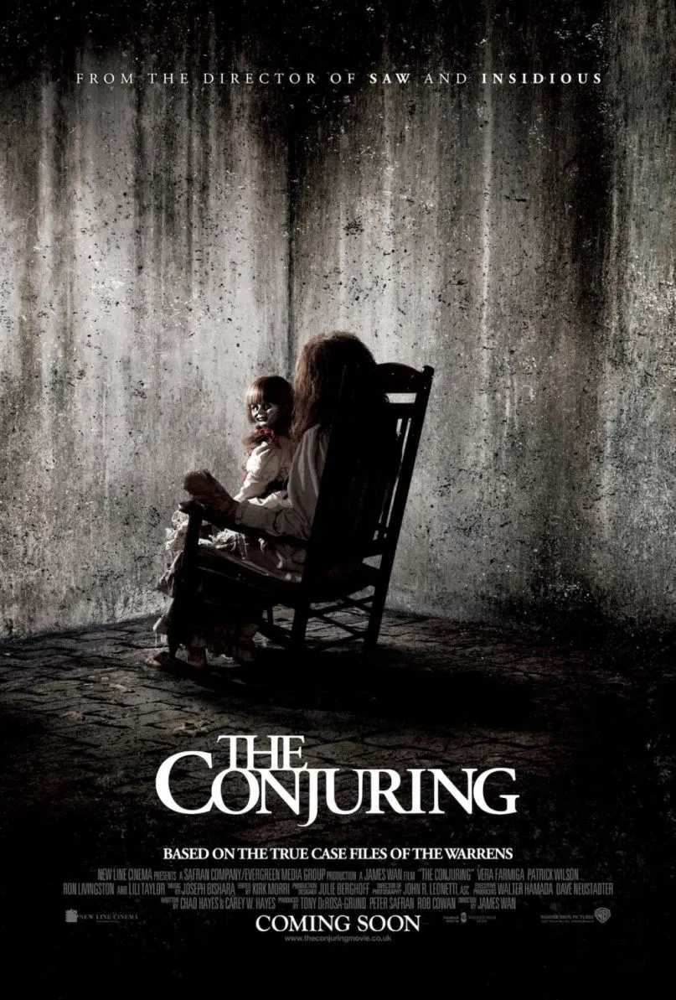 FROM THE DIRECTOR OF SAW AND INSIDIOUS
THE
CONJURING
BASED ON THE TRUE CASE FILES OF THE WARRENS
NEW LINE CINEMA PRESENTS A SAFRAN COMPANY/EVERGREEN MEDIA GROUP PRODUCTION A JAMES WAN FILM "THE CONJURING" VERA FARMIGA PATRICK WILSON
RON LIVINGSTON AND LILI TAYLOR MUSIC BY JOSEPH BISHARA EDITED BY KIRK MORRI PRODUCTION DESIGNER JULIE BERGHOFF DIRECTOR OF PHOTOGRAPHY JOHN R. LEONETTI, ASC EXECUTIVE PRODUCERS WALTER HAMADA DAVE NEUSTADTER
WRITTEN BY CHAD HAYES & CAREY W. HAYES PRODUCED BY TONY DEROSA-GRUND PETER SAFRAN ROB COWAN DIRECTED BY JAMES WAN
NEW LINE CINEMA
COMING SOON
WARNER BROS. PICTURES
www.theconjuringmovie.co.uk